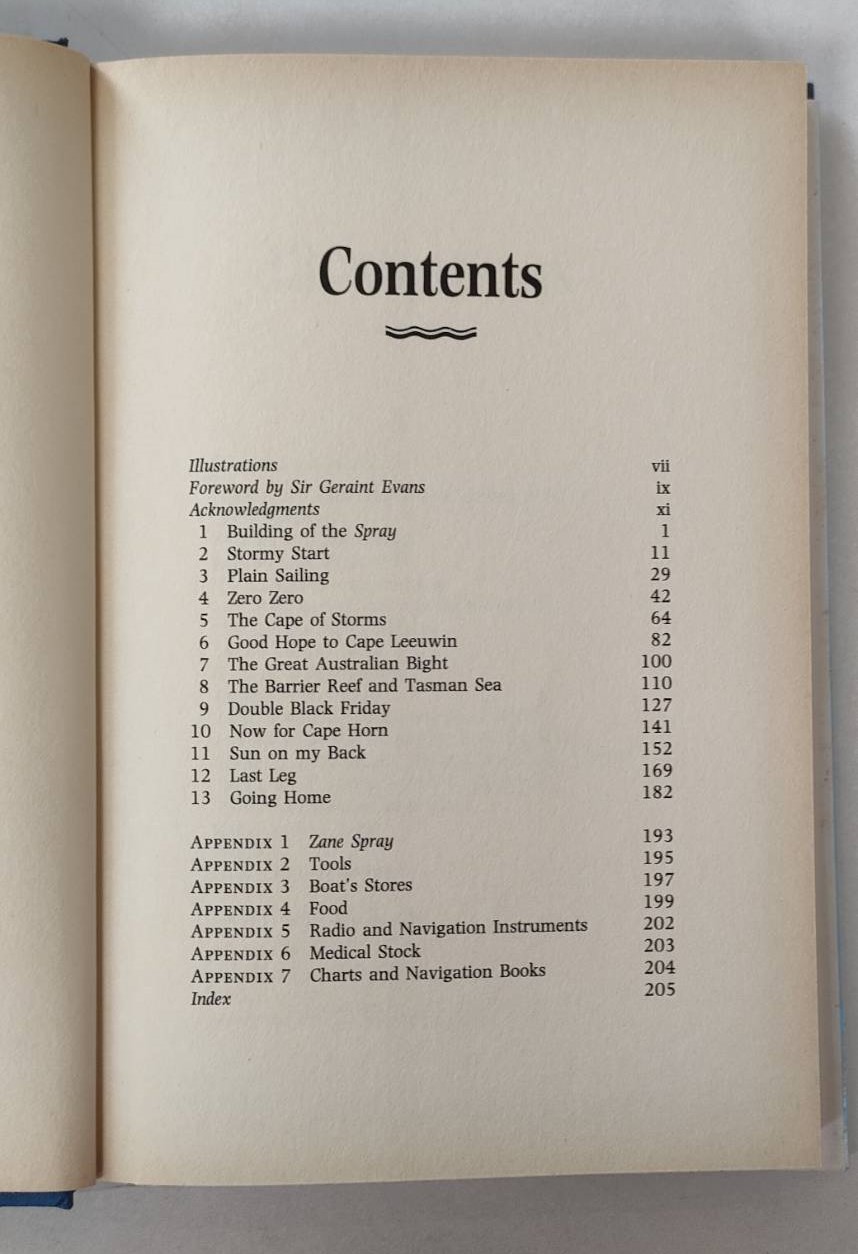 Contents
Illustrations vii
Foreword by Sir Geraint Evans ix
Acknowledgments xi
1 Building of the Spray 1
2 Stormy Start 11
3 Plain Sailing 29
4 Zero Zero 42
5 The Cape of Storms 64
6 Good Hope to Cape Leeuwin 82
7 The Great Australian Bight 100
8 The Barrier Reef and Tasman Sea 110
9 Double Black Friday 127
10 Now for Cape Horn 141
11 Sun on my Back 152
12 Last Leg 169
13 Going Home 182
APPENDIX 1 Zane Spray 193
APPENDIX 2 Tools 195
APPENDIX 3 Boat's Stores 197
APPENDIX 4 Food 199
APPENDIX 5 Radio and Navigation Instruments 202
APPENDIX 6 Medical Stock 203
APPENDIX 7 Charts and Navigation Books 204
Index 205